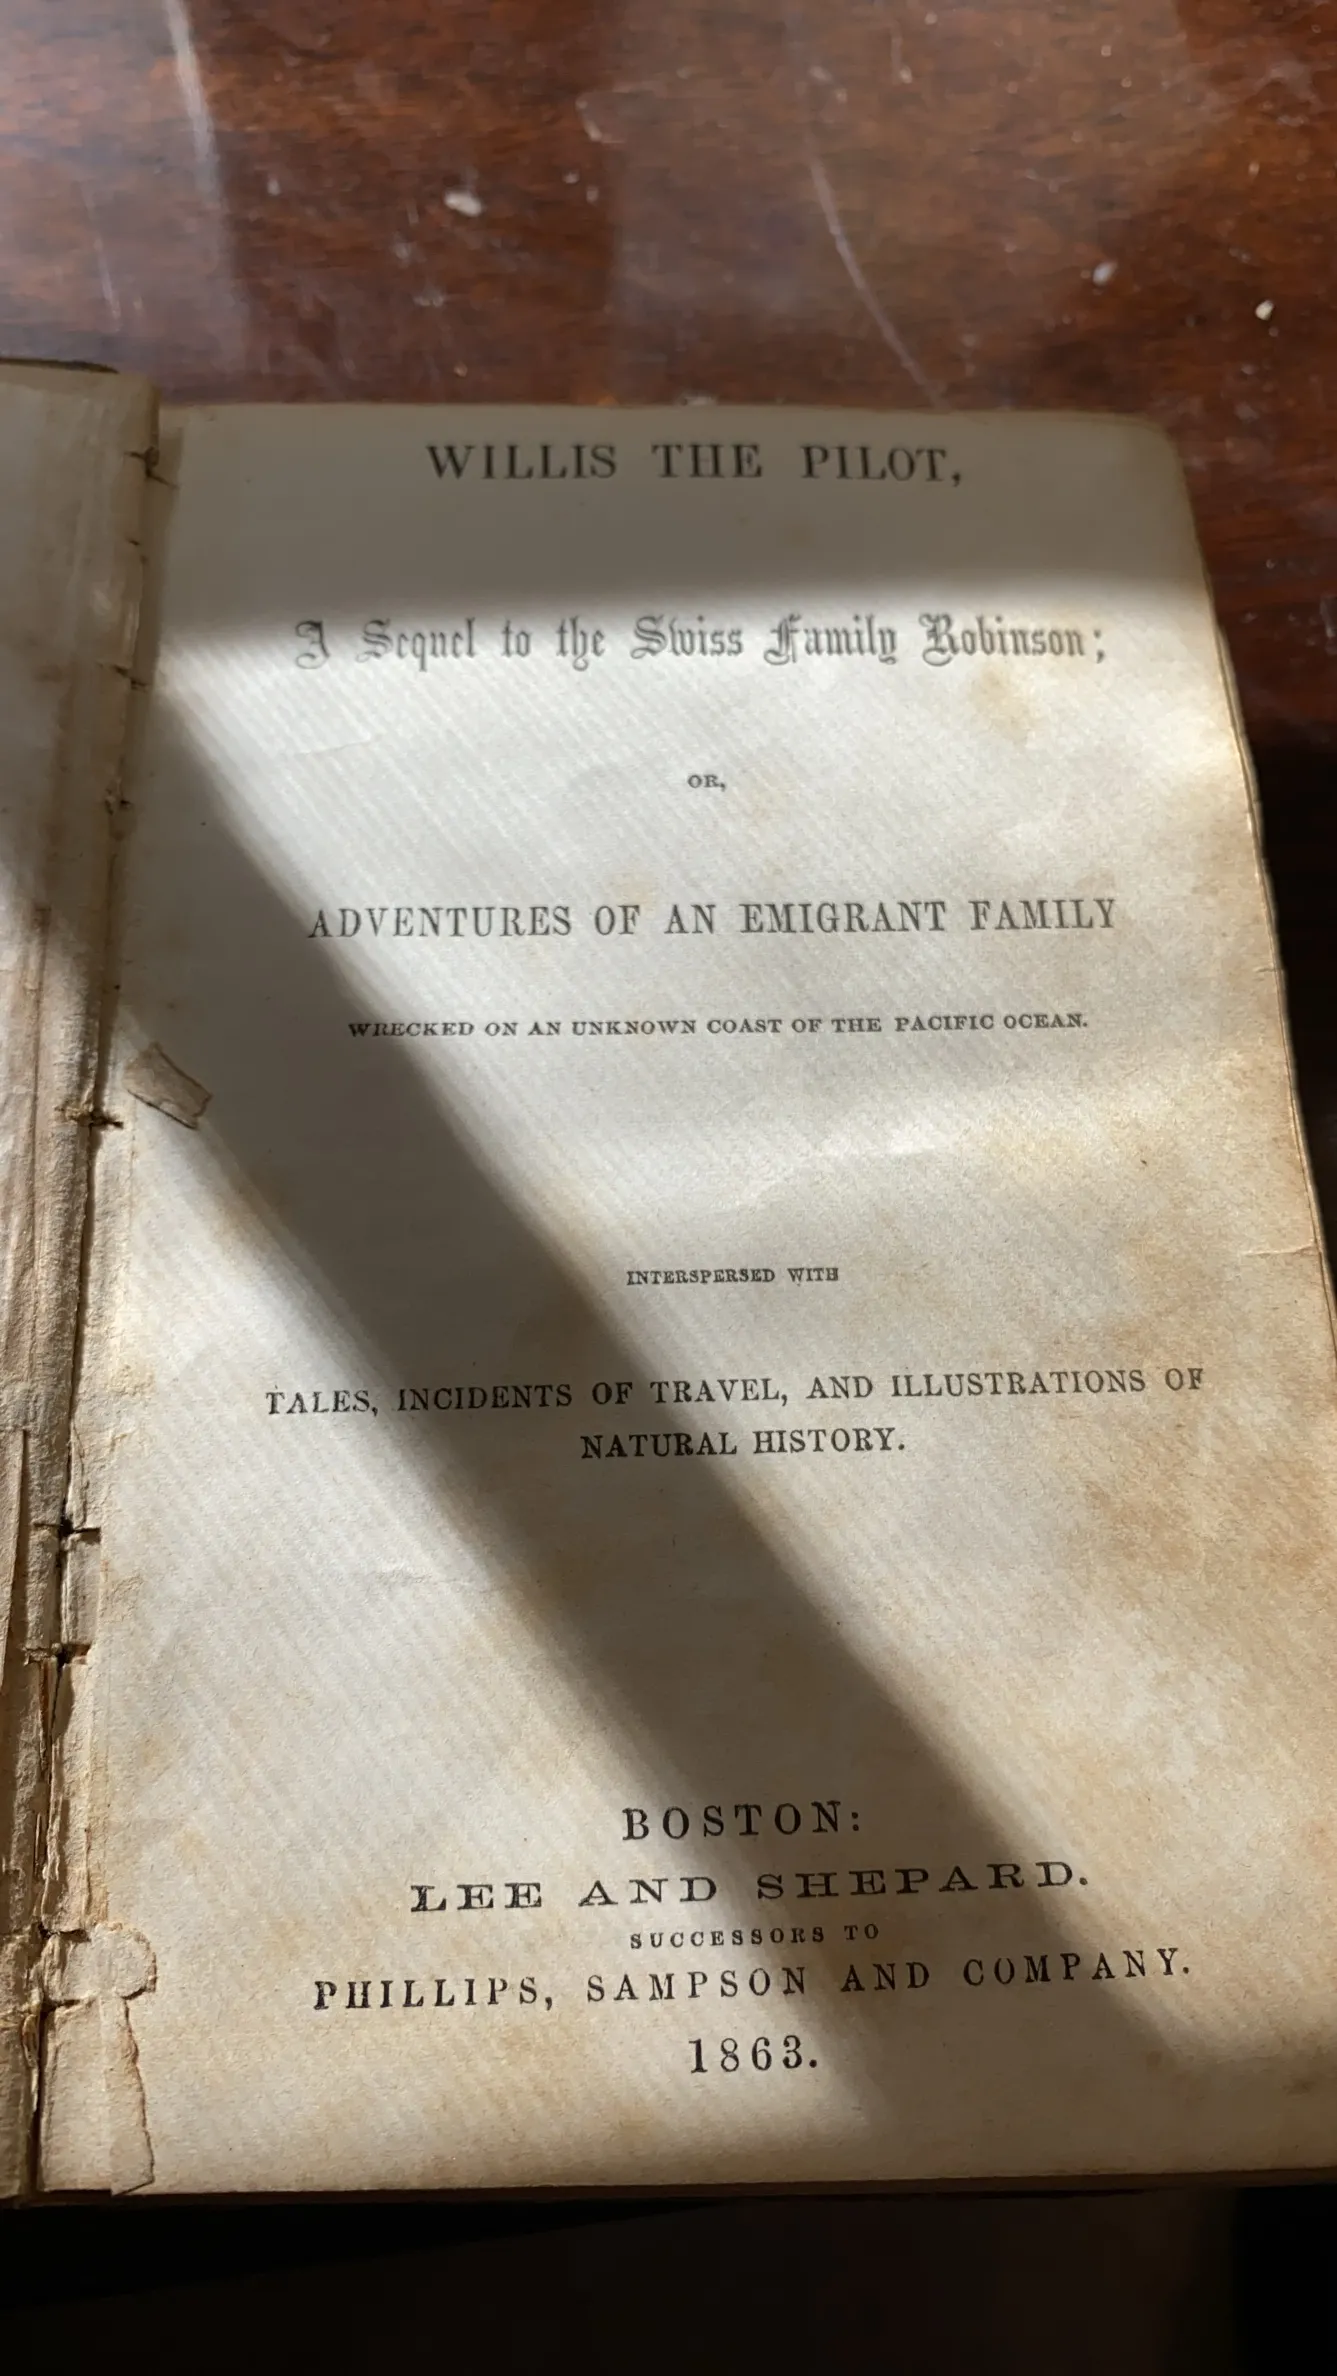 WILLIS THE PILOT,
A Sequel to the Swiss Family Robinson;
OR,
ADVENTURES OF AN EMIGRANT FAMILY
WRECKED ON AN UNKNOWN COAST OF THE PACIFIC OCEAN.
INTERSPERSED WITH
TALES, INCIDENTS OF TRAVEL, AND ILLUSTRATIONS OF
NATURAL HISTORY.
BOSTON:
LEE AND SHEPARD.
SUCCESSORS TO
PHILLIPS, SAMPSON AND COMPANY.
1863.